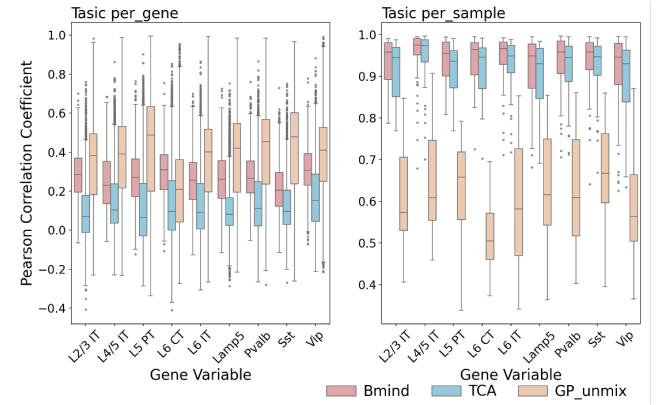 Tasic per_gene
Tasic per_sample
Pearson Correlation Coefficient
1.0
0.8
0.6
0.4
0.2
0.0
−0.2
−0.4
1.0
0.9
0.8
0.7
0.6
0.5
0.4
L2/3 IT
L4/5 IT
L5 PT
L6 CT
L6 IT
Lamp5
Pvalb
Sst
Vip
L2/3 IT
L4/5 IT
L5 PT
L6 CT
L6 IT
Lamp5
Pvalb
Sst
Vip
Gene Variable
Gene Variable
Bmind
TCA
GP_unmix